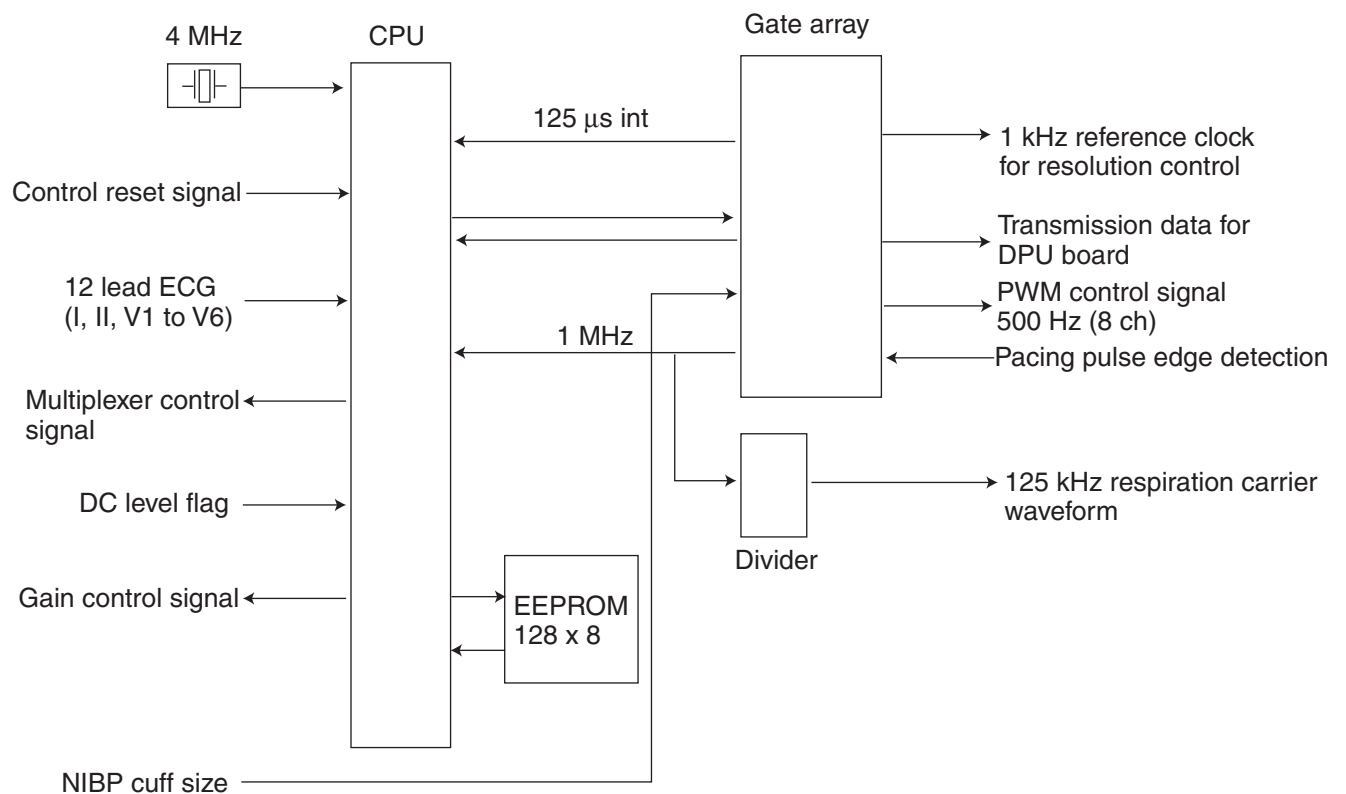 Gate array
4 MHz
CPU
125 μs int
1 kHz reference clock
for resolution control
Control reset signal
Transmission data for
DPU board
12 lead ECG
(I, II, V1 to V6)
PWM control signal
500 Hz (8 ch)
1 MHz
Pacing pulse edge detection
Multiplexer control
signal
DC level flag
125 kHz respiration carrier
waveform
Divider
Gain control signal
EEPROM
128 x 8
NIBP cuff size